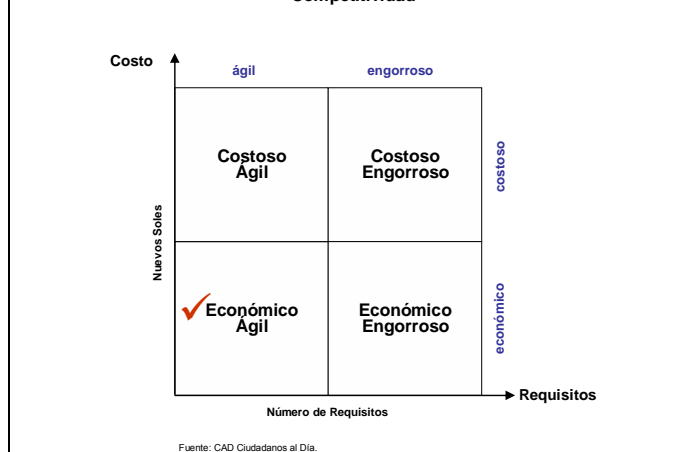 Costo
ágil
engorroso
Costoso
Ágil
Costoso
Engorroso
costoso
Nuevos Soles
Económico
Ágil
Económico
Engorroso
económico
Requisitos
Número de Requisitos
Fuente: CAD Ciudadanos al Día.